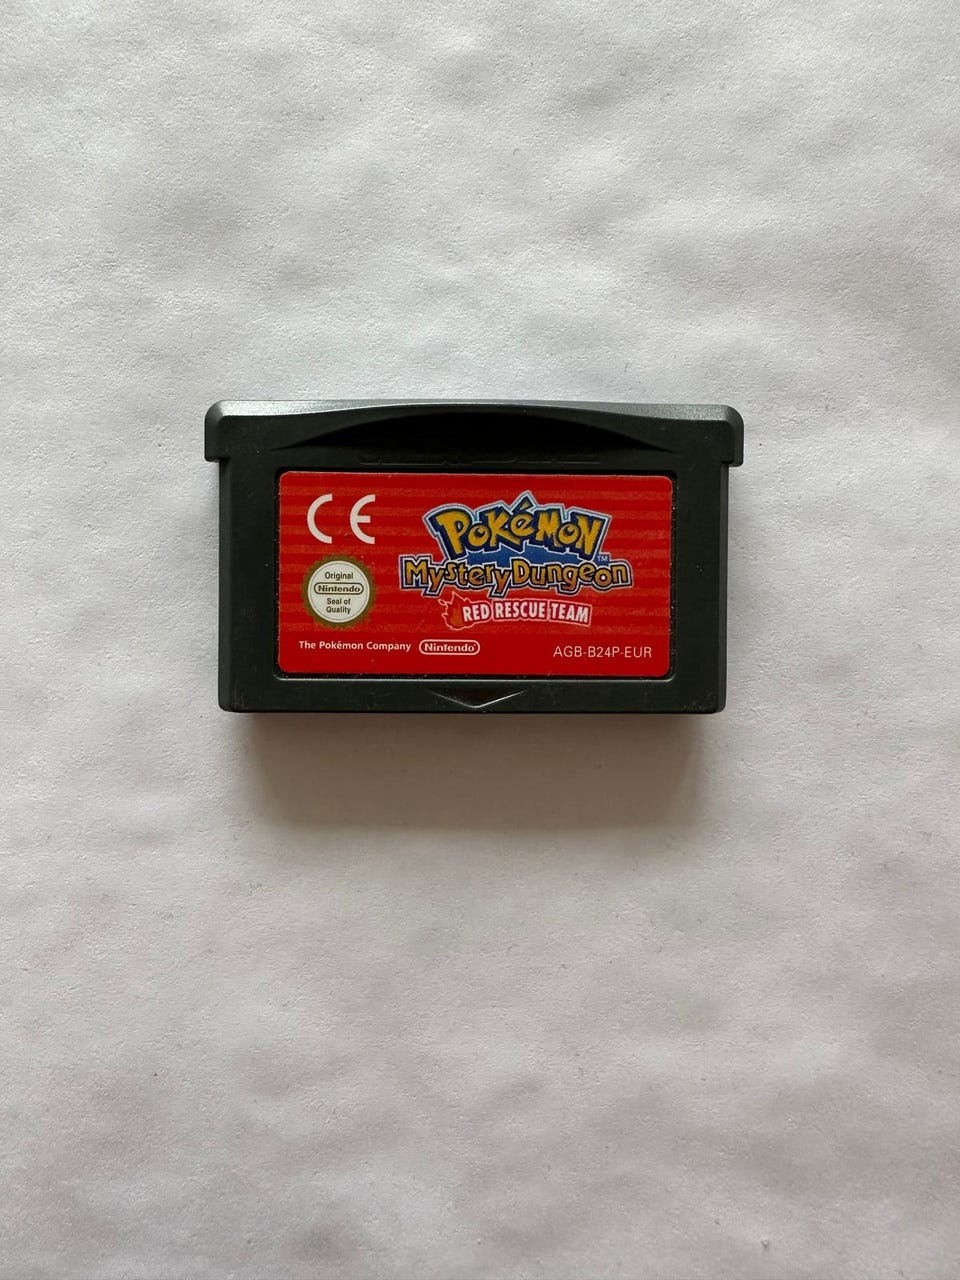 CE
POKéMON
Mystery Dungeon
TM
RED RESCUE TEAM
Original
Nintendo
Seal of
Quality
The Pokémon Company Nintendo® AGB-B24P-EUR